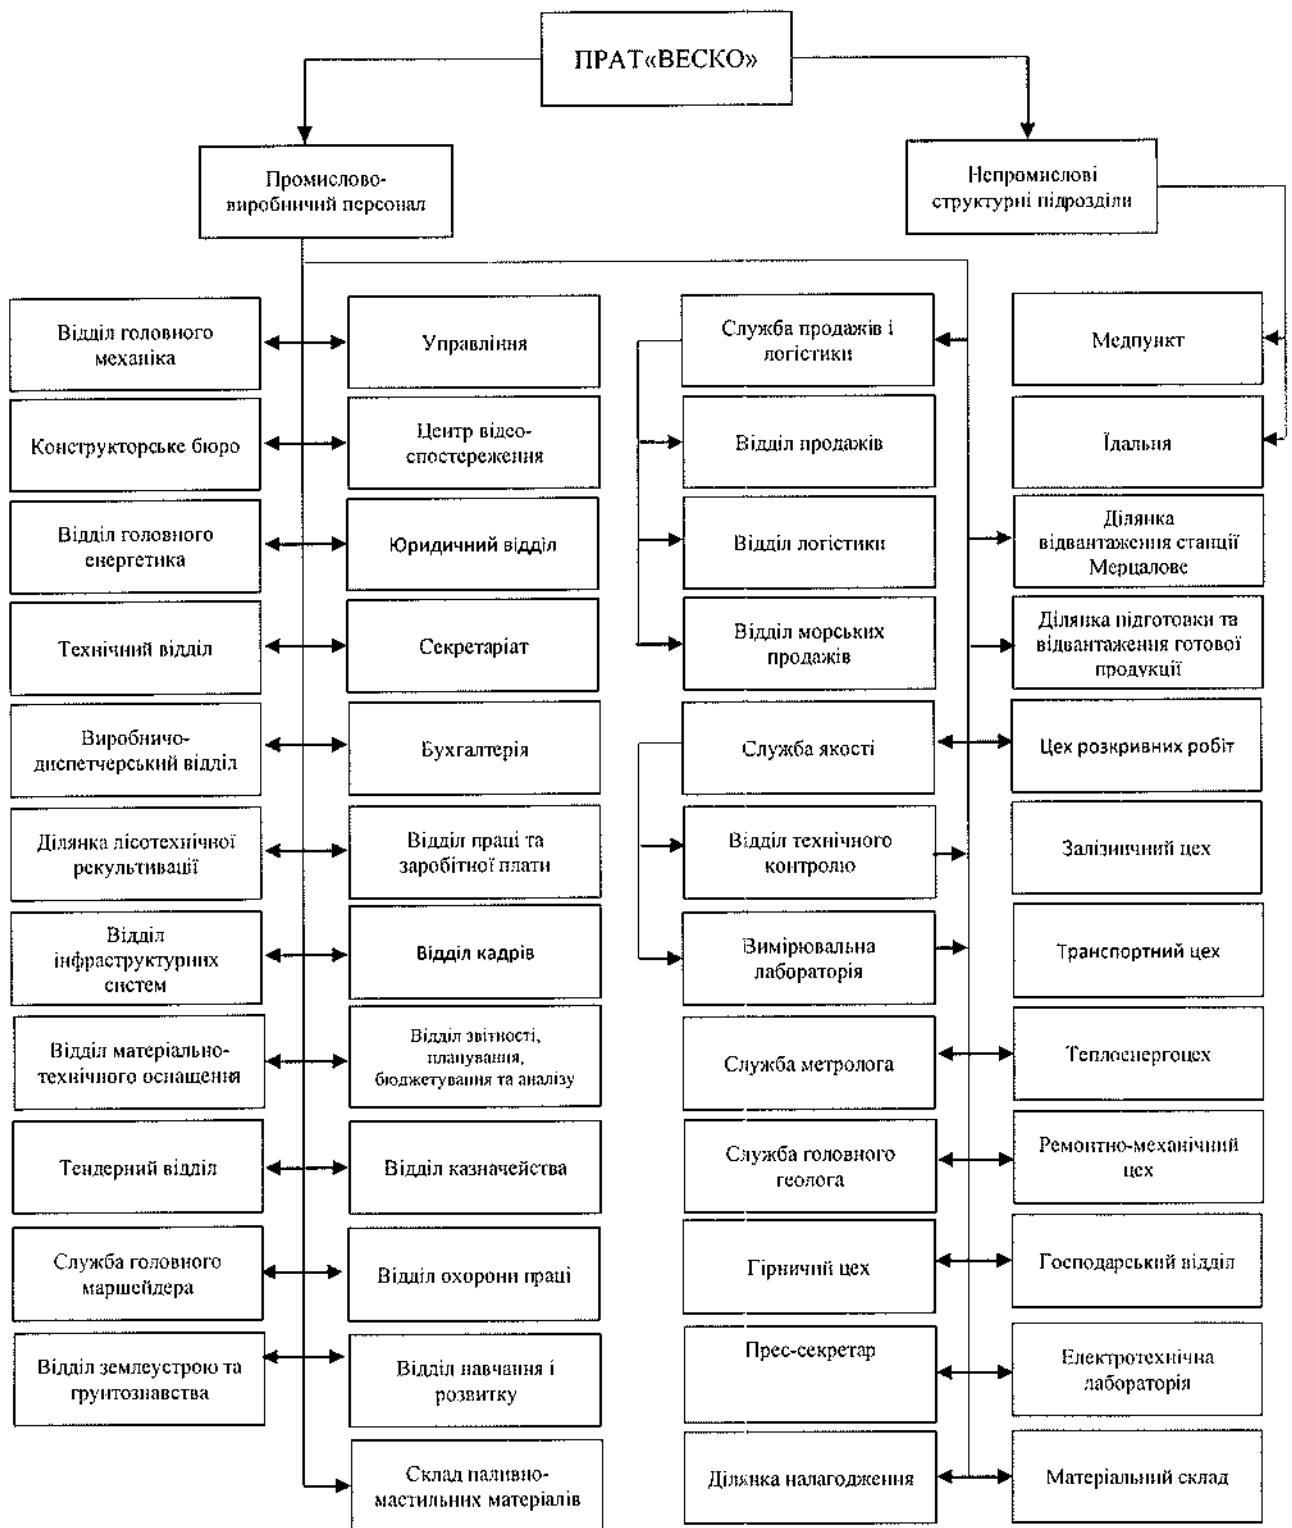 ПРАТ«ВЕСКО»
Промислово-
виробничий персонал
Непромислові
структурні підрозділи
Відділ головного
механіка
Управління
Служба продажів і
логістики
Медпункт
Конструкторське бюро
Центр відео-
спостереження
Відділ продажів
Їдальня
Відділ головного
енергетика
Юридичний відділ
Відділ логістики
Ділянка
відвантаження станції
Мерцалове
Технічний відділ
Секретаріат
Відділ морських
продажів
Ділянка підготовки та
відвантаження готової
продукції
Виробничо-
диспетчерський відділ
Бухгалтерія
Служба якості
Цех розкривних робіт
Ділянка лісотехнічної
рекультивації
Відділ праці та
заробітної плати
Відділ технічного
контролю
Залізничний цех
Відділ
інфраструктурних
систем
Відділ кадрів
Вимірювальна
лабораторія
Транспортний цех
Відділ матеріально-
технічного оснащення
Відділ звітності,
планування,
бюджетування та аналізу
Служба метролога
Теплоенергоцех
Тендерний відділ
Відділ казначейства
Служба головного
геолога
Ремонтно-механічний
цех
Служба головного
маршейдера
Відділ охорони праці
Гірничий цех
Господарський відділ
Відділ землеустрою та
грунтознавства
Відділ навчання і
розвитку
Прес-секретар
Електротехнічна
лабораторія
Склад паливно-
мастильних матеріалів
Ділянка налагодження
Матеріальний склад